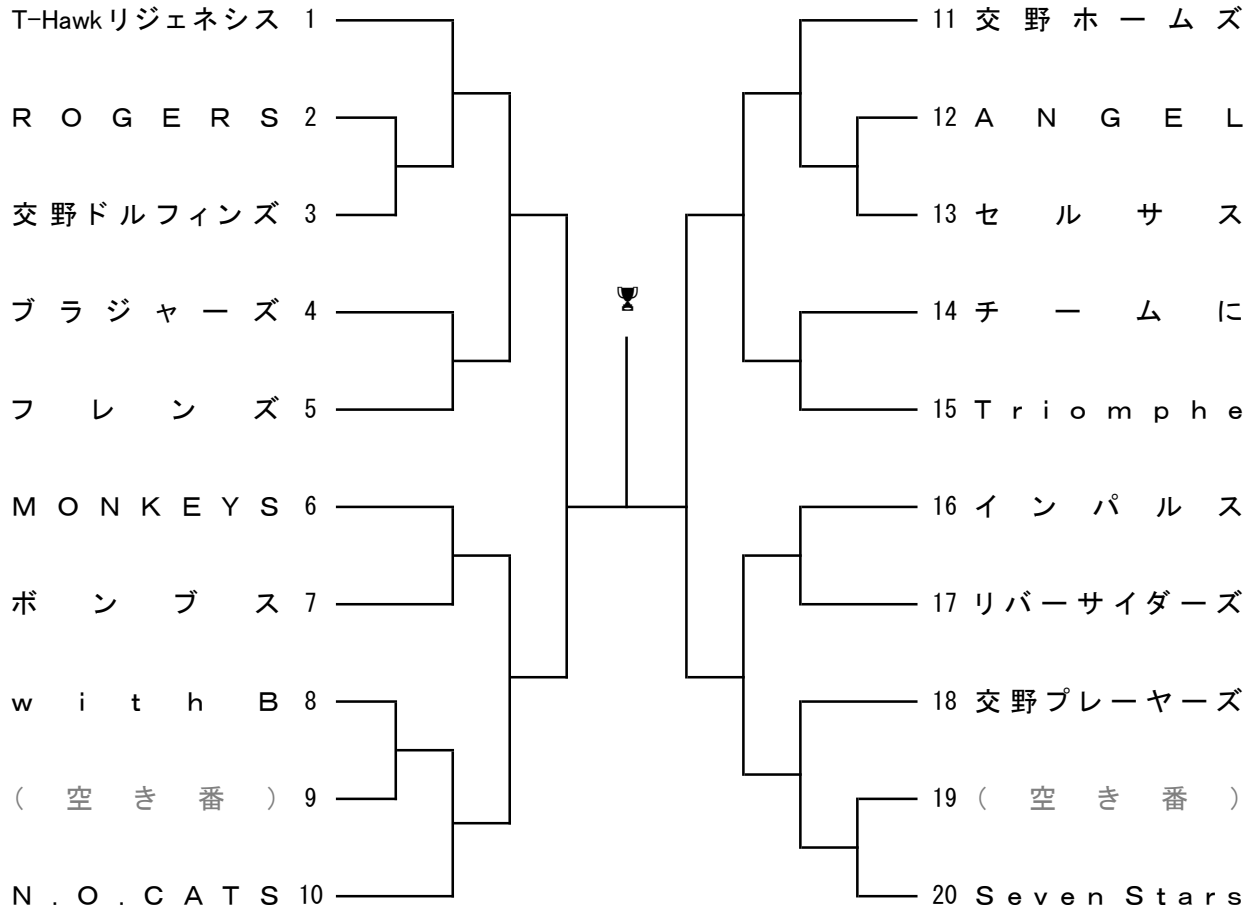 T-Hawkリジェネシス 1
ROGERS 2
交野ドルフィンズ 3
ブラジャーズ 4
フレンズ 5
MONKEYS 6
ボンブス 7
with B 8
(空き番) 9
N.O.CATS 10
11 交野ホームズ
12 ANGEL
13 セルサス
14 チームに
15 Triomphe
16 インパルス
17 リバーサイダーズ
18 交野プレーヤーズ
19 (空き番)
20 Seven Stars